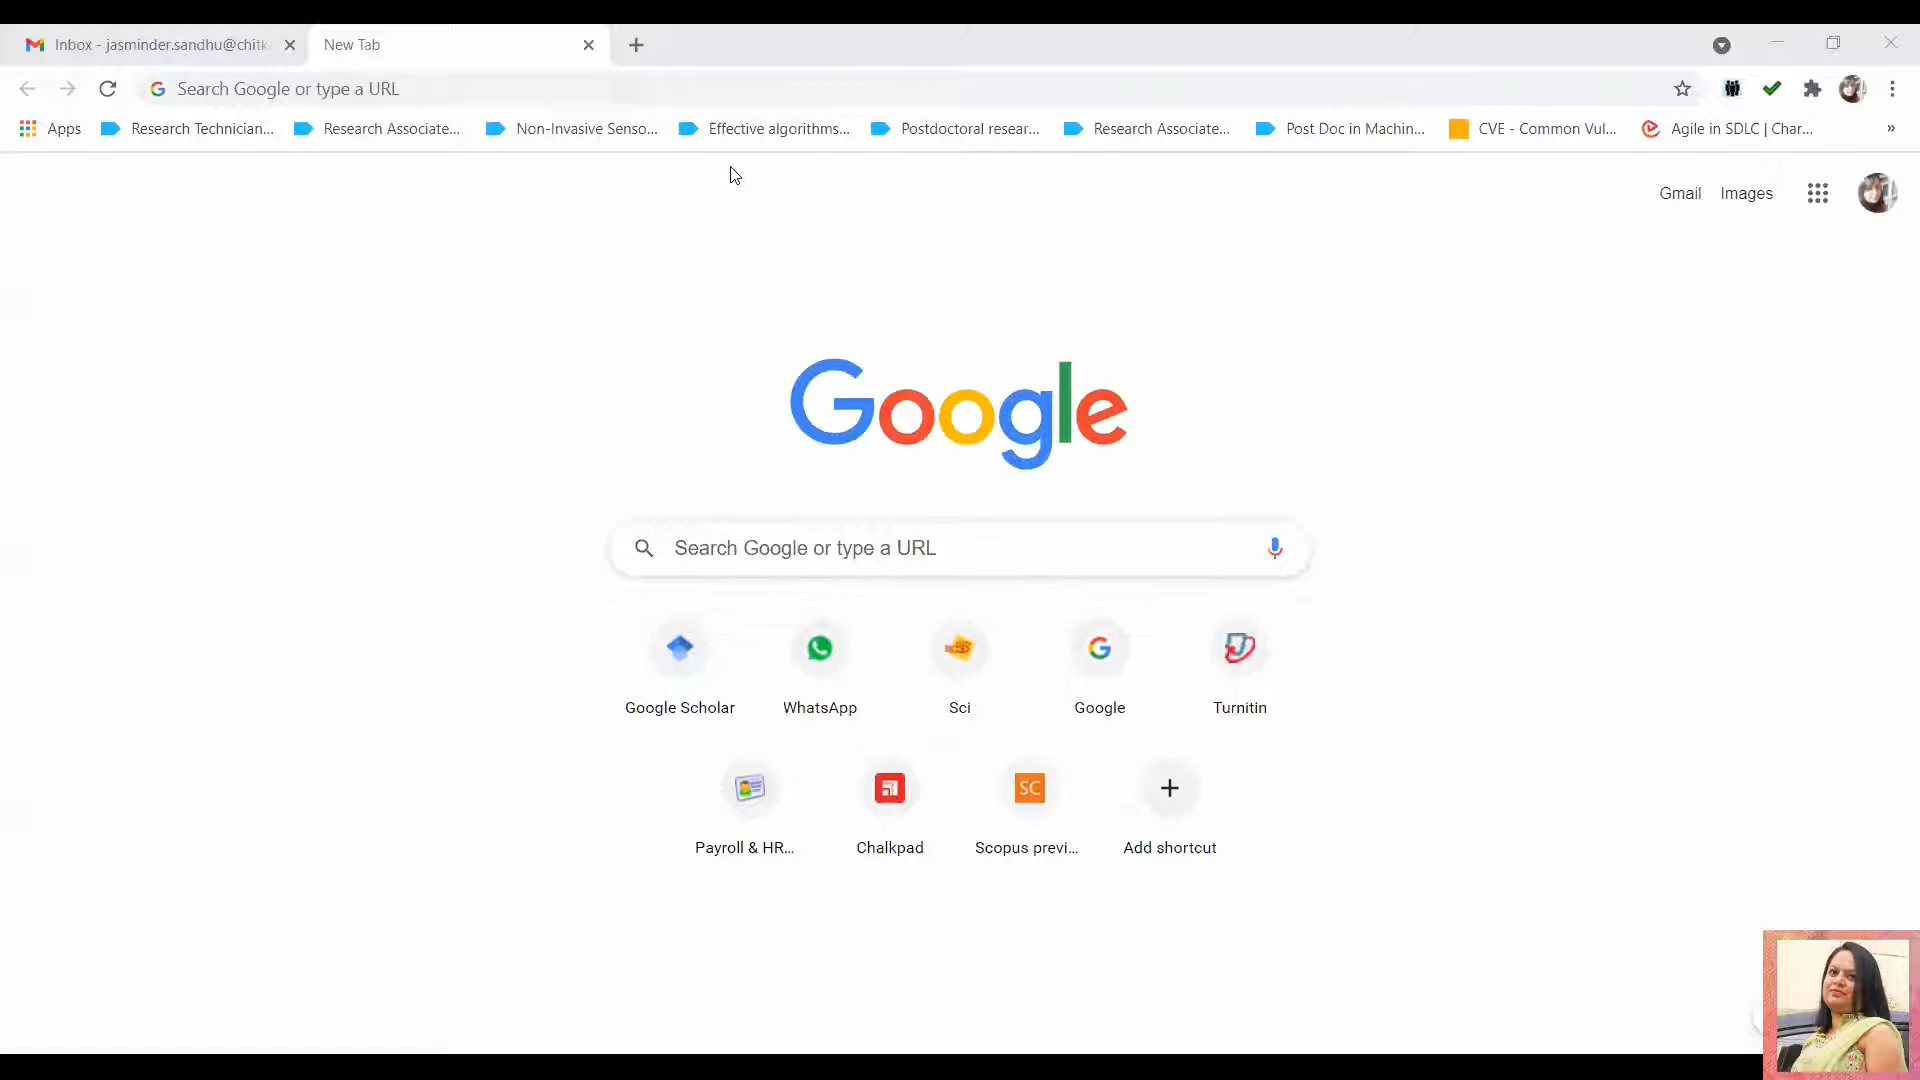 Inbox - jasminder.sandhu@chitk
New Tab
Search Google or type a URL
Apps
Research Technician...
Research Associate...
Non-Invasive Senso...
Effective algorithms...
Postdoctoral resear...
Research Associate...
Post Doc in Machin...
CVE - Common Vul...
Agile in SDLC | Char...
»
Gmail
Images
Google
Search Google or type a URL
Google Scholar
WhatsApp
Sci
Google
Turnitin
SC
Payroll & HR...
Chalkpad
Scopus previ...
Add shortcut